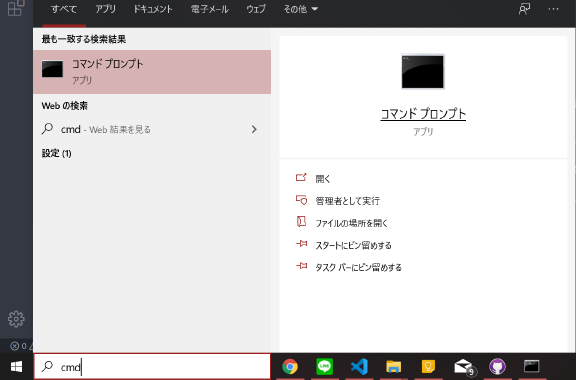 すべて アプリ ドキュメント 電子メール ウェブ その他
最も一致する検索結果
コマンド プロンプト
アプリ
Web の検索
cmd - Web 結果を見る
設定 (1)
コマンド プロンプト
アプリ
開く
管理者として実行
ファイルの場所を開く
スタートにピン留めする
タスク バーにピン留めする
0
cmd
LINE
9